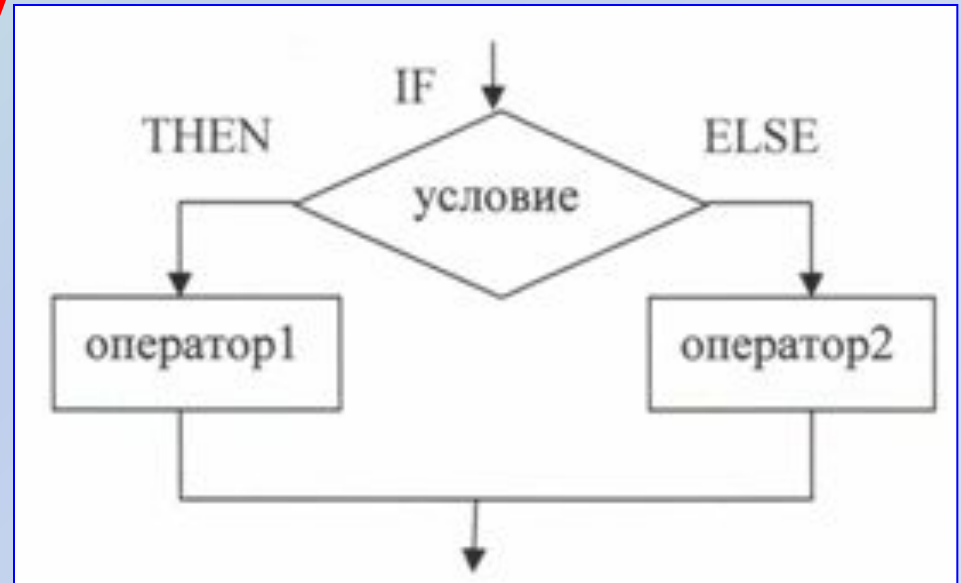 IF
THEN
ELSE
условие
оператор1
оператор2